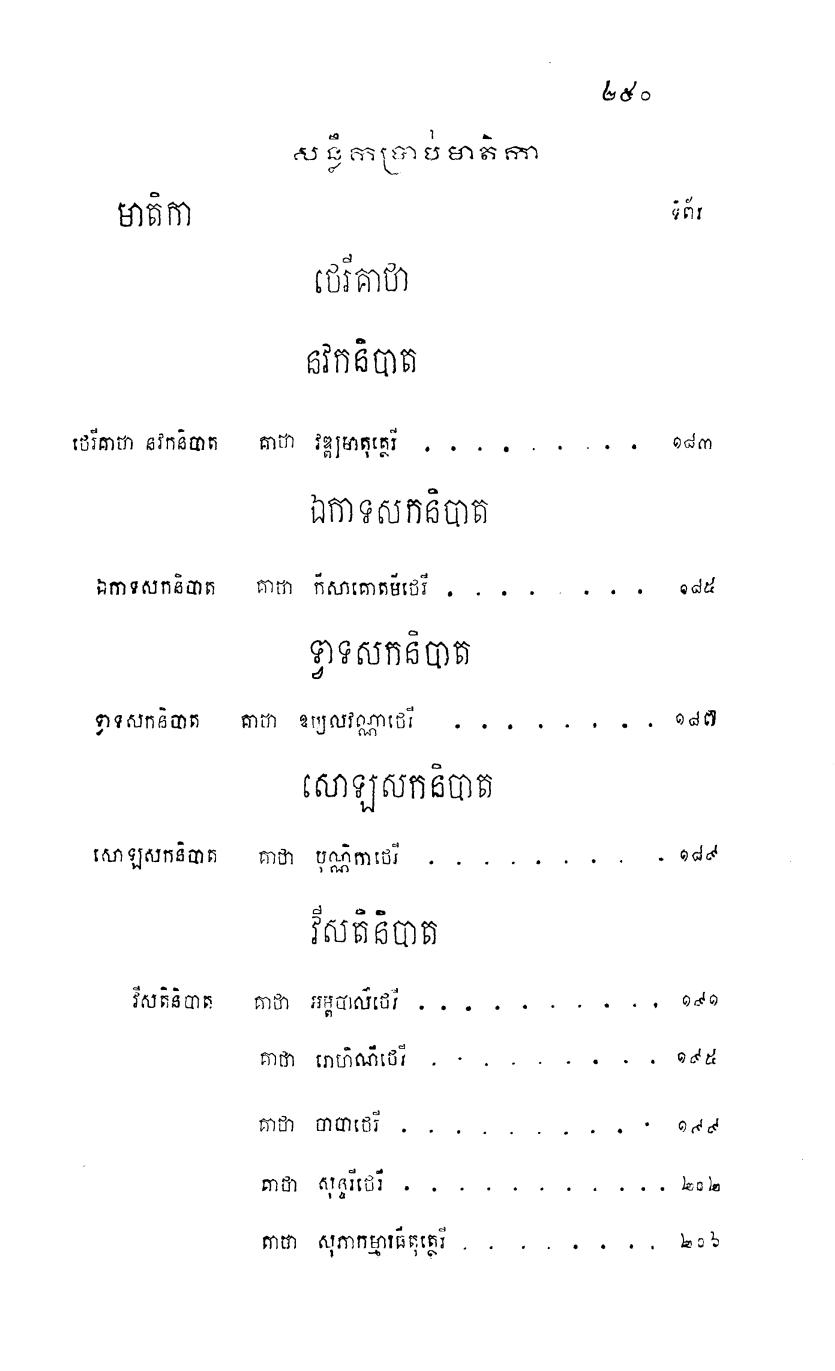 ២៥០
សន្លឹកប្រាប់មាតិកា
មាតិកា ទំព័រ
ថេរីគាថា
នវកនិបាត
ថេរីគាថា នវកនិបាត គាថា វឌ្ឍមាតុត្ថេរី . . . . . . . . . ១៨៣
ឯកាទសកនិបាត
ឯកាទសកនិបាត គាថា កីសាគោតមីថេរី . . . . . . . . ១៨៥
ទ្វាទសកនិបាត
ទ្វាទសកនិបាត គាថា ឧប្បលវណ្ណាថេរី . . . . . . . . ១៨៧
សោឡសកនិបាត
សោឡសកនិបាត គាថា បុណ្ណិកាថេរី . . . . . . . . . ១៨៩
វីសតិនិបាត
វីសតិនិបាត គាថា អម្ពបាលីថេរី . . . . . . . . . . ១៩១
គាថា រោហិណីថេរី . . . . . . . . . ១៩៥
គាថា ចាបាថេរី . . . . . . . . . . ១៩៩
គាថា សុន្ទរីថេរី . . . . . . . . . . . ២០២
គាថា សុភាកម្មារធីតុត្ថេរី . . . . . . . . ២០៦